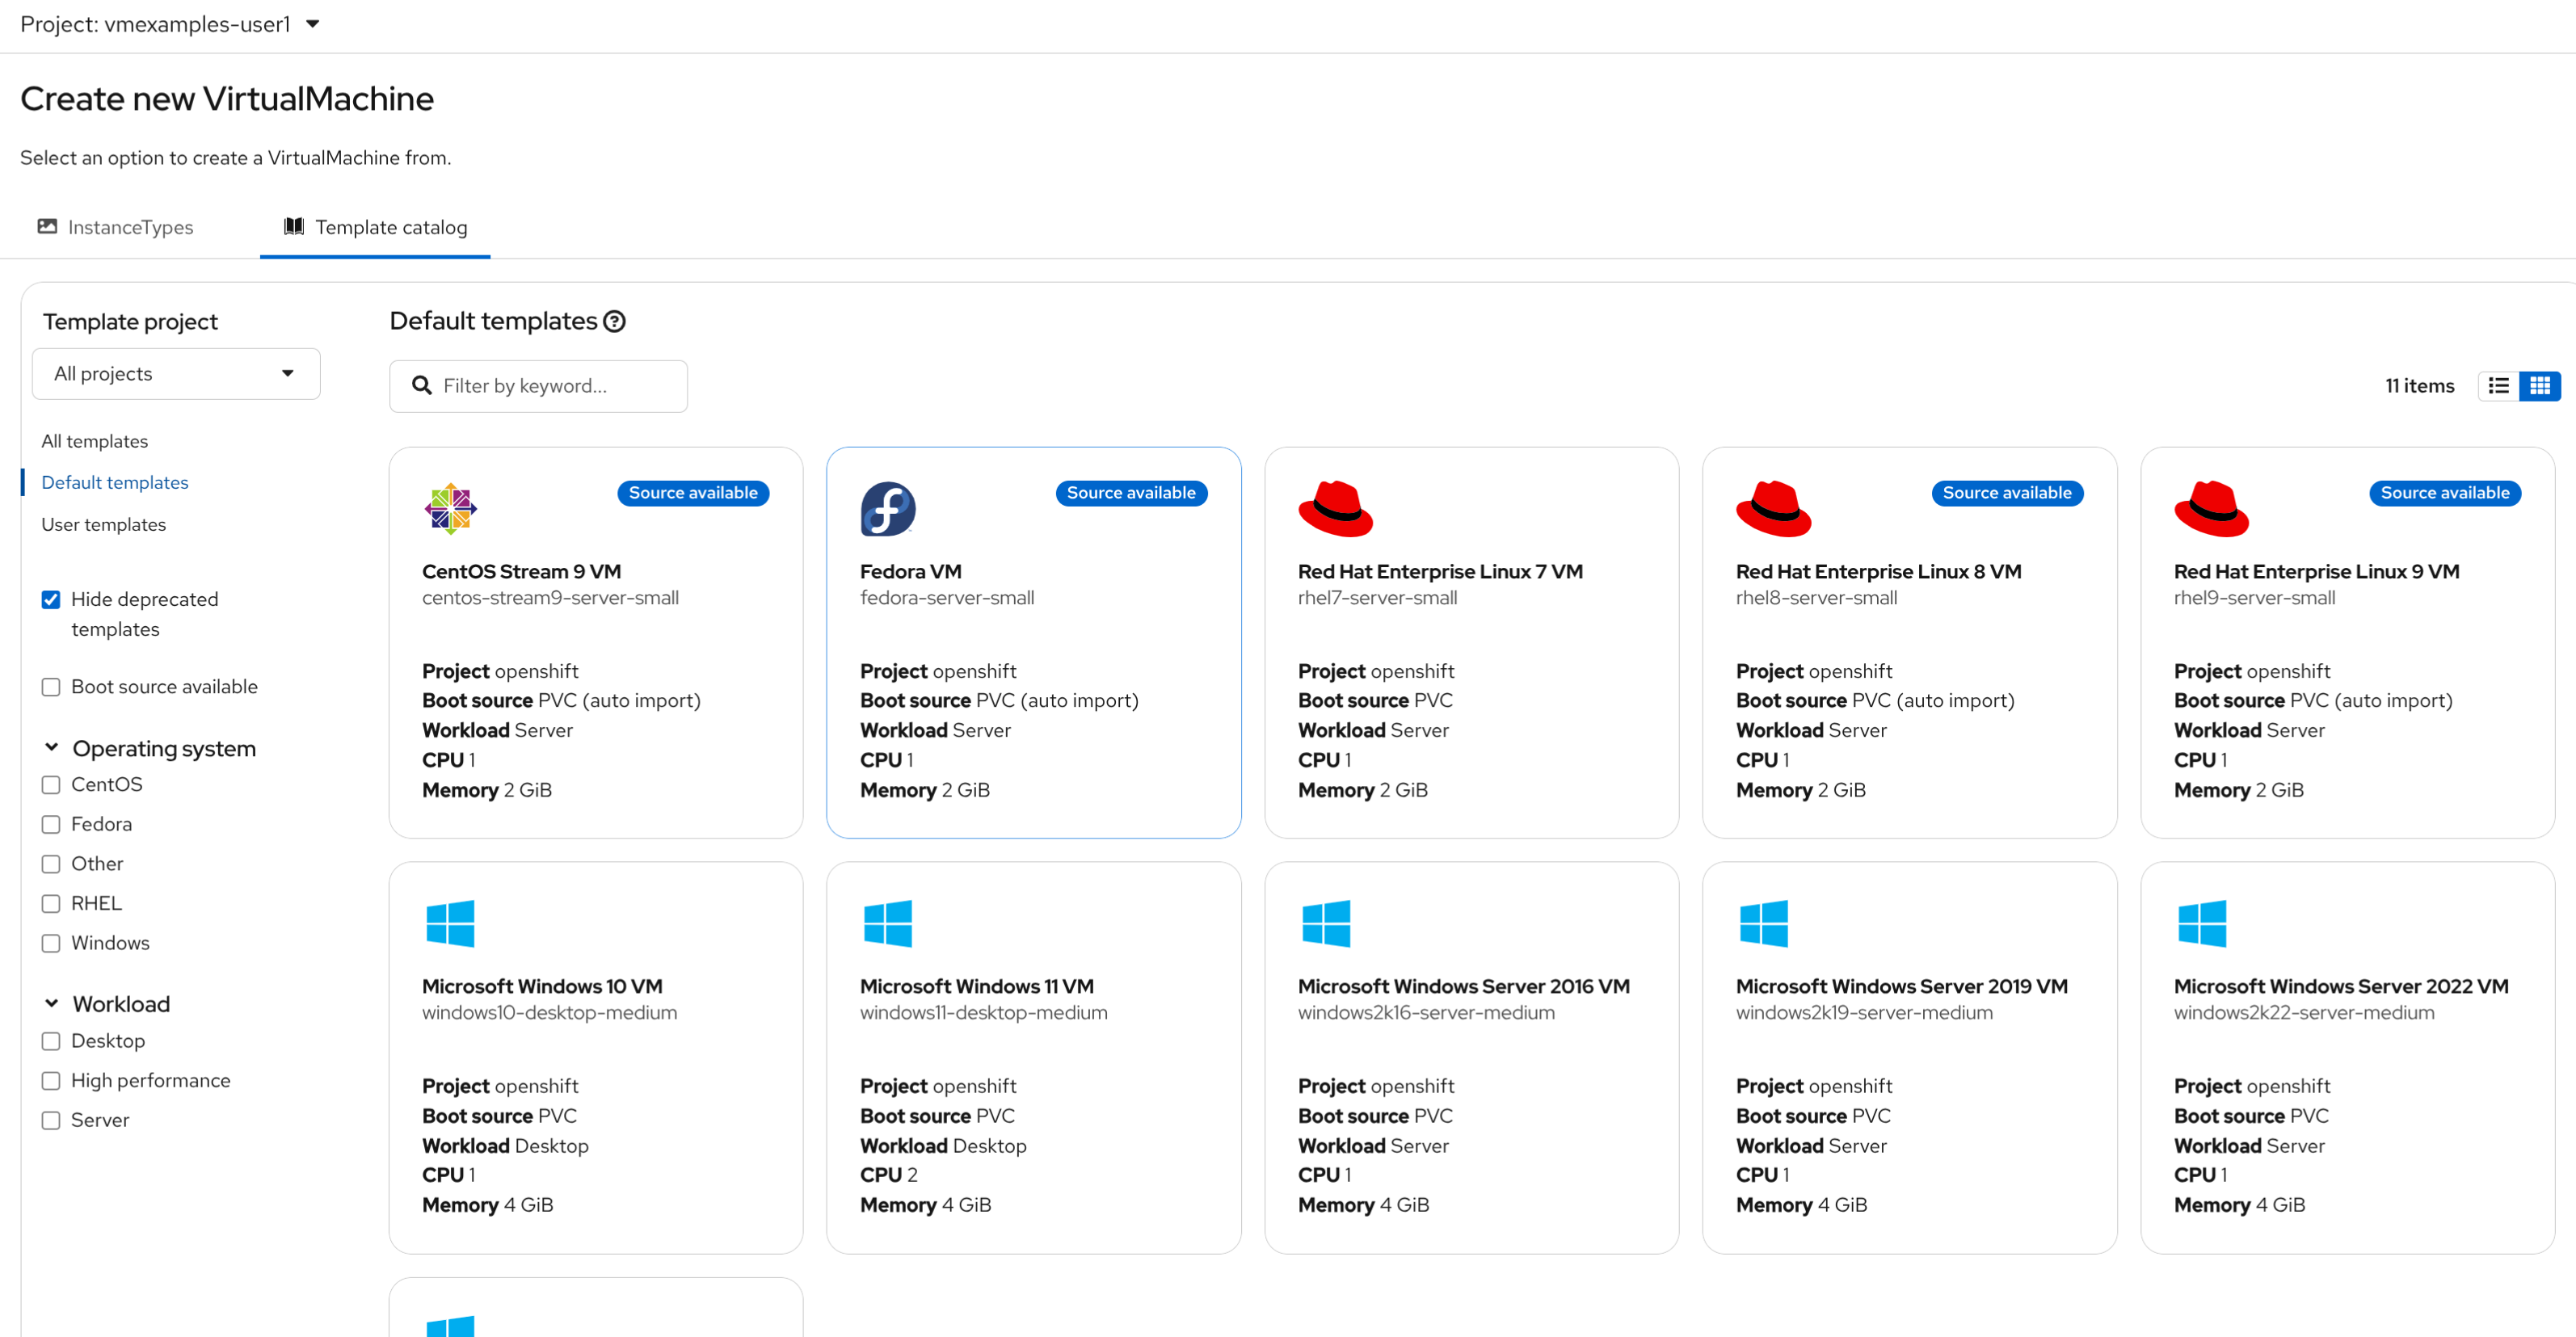 Project: vmexamples-user1
Create new VirtualMachine
Select an option to create a VirtualMachine from.
InstanceTypes
Template catalog
Template project
All projects
All templates
Default templates
User templates
Hide deprecated
templates
Boot source available
Operating system
CentOS
Fedora
Other
RHEL
Windows
Workload
Desktop
High performance
Server
Default templates
Filter by keyword...
11 items
Source available
CentOS Stream 9 VM
centos-stream9-server-small
Project openshift
Boot source PVC (auto import)
Workload Server
CPU 1
Memory 2 GiB
Source available
Fedora VM
fedora-server-small
Project openshift
Boot source PVC (auto import)
Workload Server
CPU 1
Memory 2 GiB
Red Hat Enterprise Linux 7 VM
rhel7-server-small
Project openshift
Boot source PVC
Workload Server
CPU 1
Memory 2 GiB
Source available
Red Hat Enterprise Linux 8 VM
rhel8-server-small
Project openshift
Boot source PVC (auto import)
Workload Server
CPU 1
Memory 2 GiB
Source available
Red Hat Enterprise Linux 9 VM
rhel9-server-small
Project openshift
Boot source PVC (auto import)
Workload Server
CPU 1
Memory 2 GiB
Microsoft Windows 10 VM
windows10-desktop-medium
Project openshift
Boot source PVC
Workload Desktop
CPU 1
Memory 4 GiB
Microsoft Windows 11 VM
windows11-desktop-medium
Project openshift
Boot source PVC
Workload Desktop
CPU 2
Memory 4 GiB
Microsoft Windows Server 2016 VM
windows2k16-server-medium
Project openshift
Boot source PVC
Workload Server
CPU 1
Memory 4 GiB
Microsoft Windows Server 2019 VM
windows2k19-server-medium
Project openshift
Boot source PVC
Workload Server
CPU 1
Memory 4 GiB
Microsoft Windows Server 2022 VM
windows2k22-server-medium
Project openshift
Boot source PVC
Workload Server
CPU 1
Memory 4 GiB